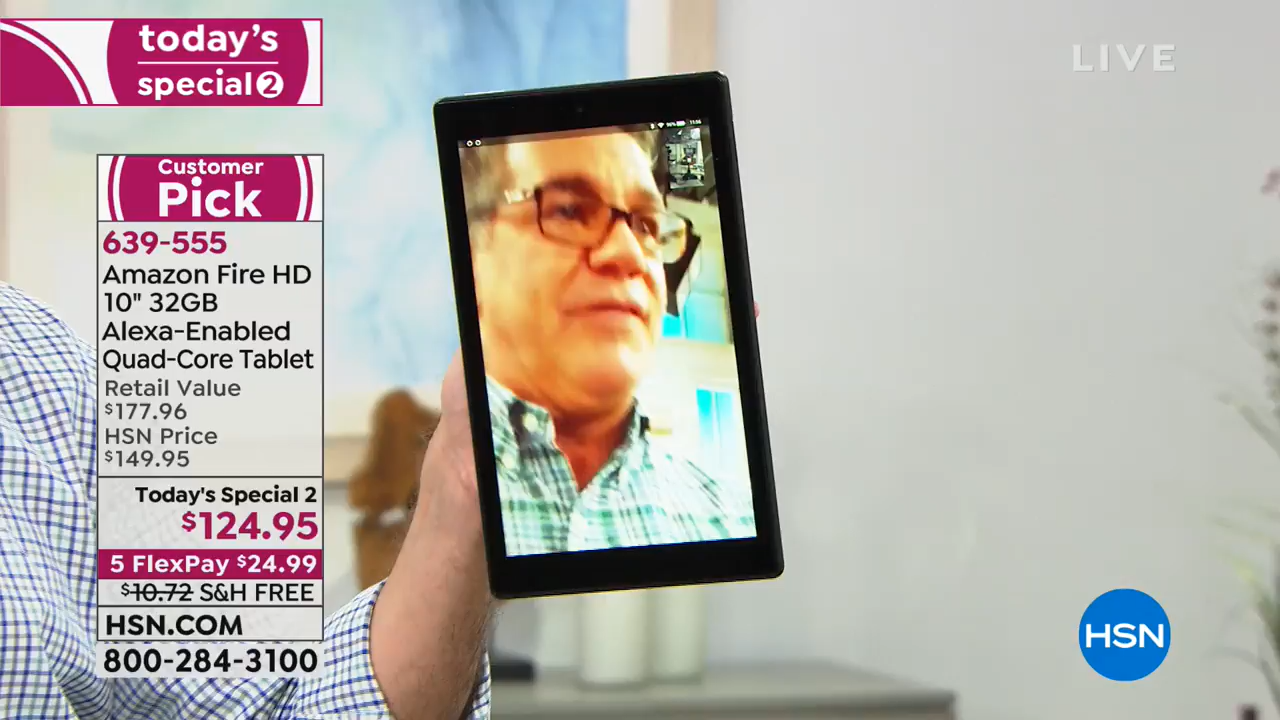 today's
special2
LIVE
Customer
Pick
639-555
Amazon Fire HD
10" 32GB
Alexa-Enabled
Quad-Core Tablet
Retail Value
$177.96
HSN Price
$149.95
Today's Special 2
$124.95
5 FlexPay $24.99
$10.72 S&H FREE
HSN.COM
800-284-3100
HSN